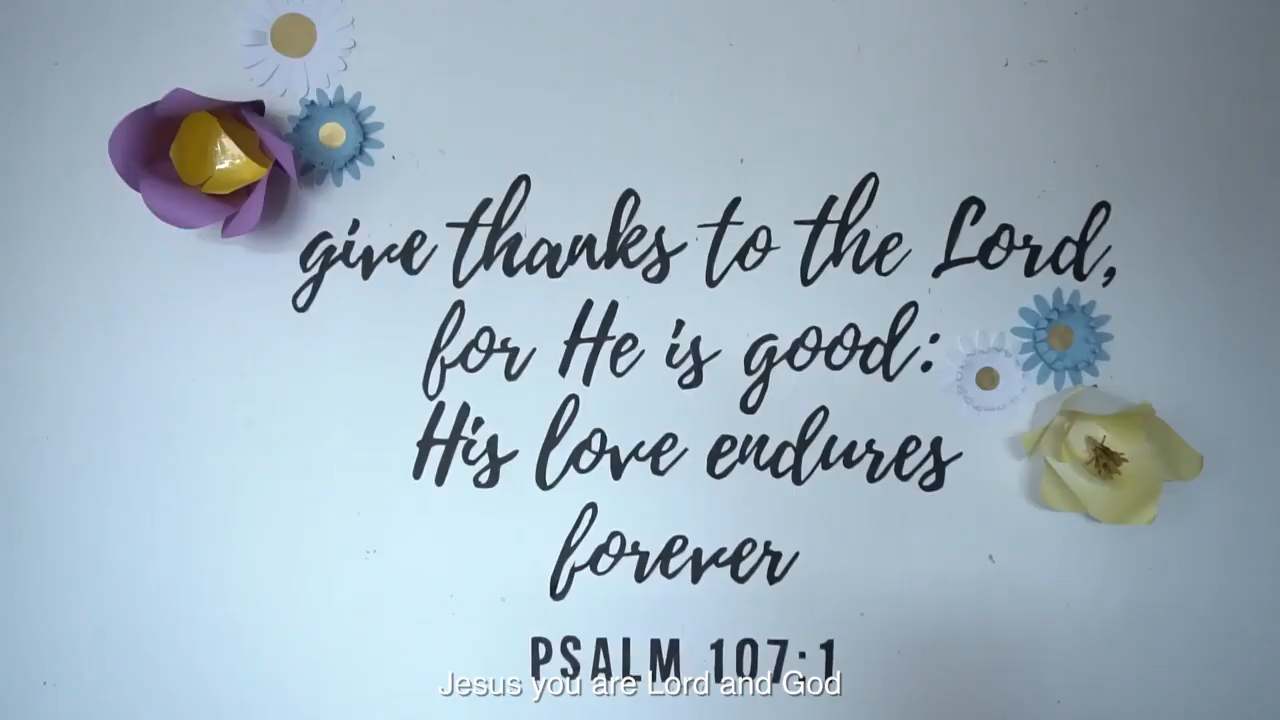 give thanks to the Lord,
for He is good:
His love endures
forever
PSALM 107:1
Jesus you are Lord and God